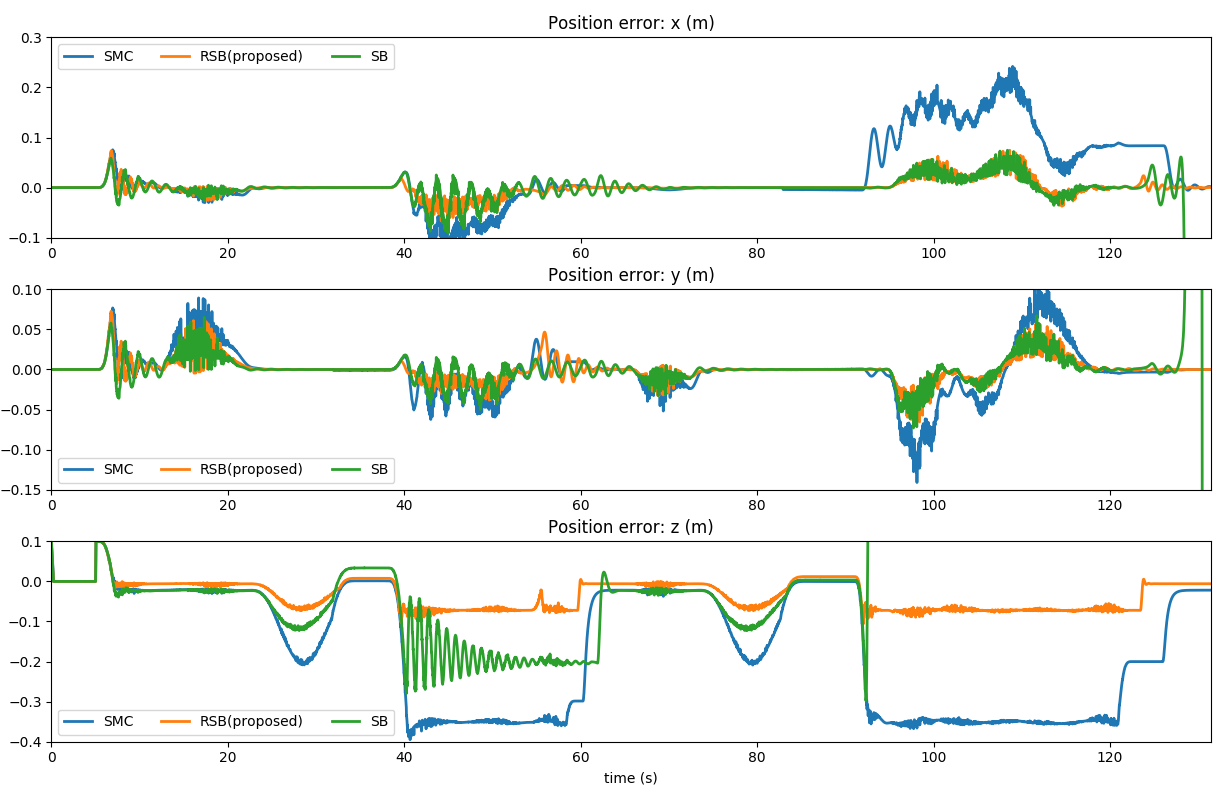 Position error: x (m)
0.3
0.2
0.1
0.0
−0.1
SMC RSB(proposed) SB
0 20 40 60 80 100 120
Position error: y (m)
0.10
0.05
0.00
−0.05
−0.10
−0.15
SMC RSB(proposed) SB
0 20 40 60 80 100 120
Position error: z (m)
0.1
0.0
−0.1
−0.2
−0.3
−0.4
SMC RSB(proposed) SB
0 20 40 60 80 100 120
time (s)